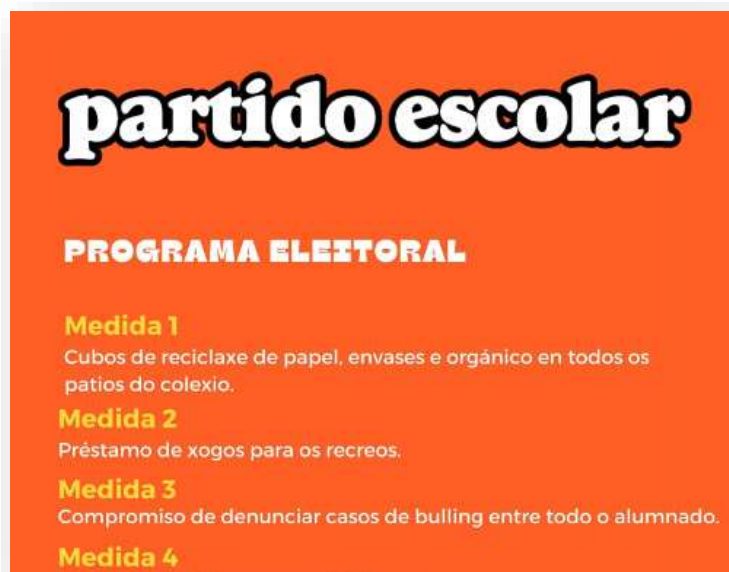 partido escolar
PROGRAMA ELEITORAL
Medida 1
Cubos de reciclaxe de papel, envases e orgánico en todos os
patios do colexio.
Medida 2
Préstamo de xogos para os recreos.
Medida 3
Compromiso de denunciar casos de bulling entre todo o alumnado.
Medida 4